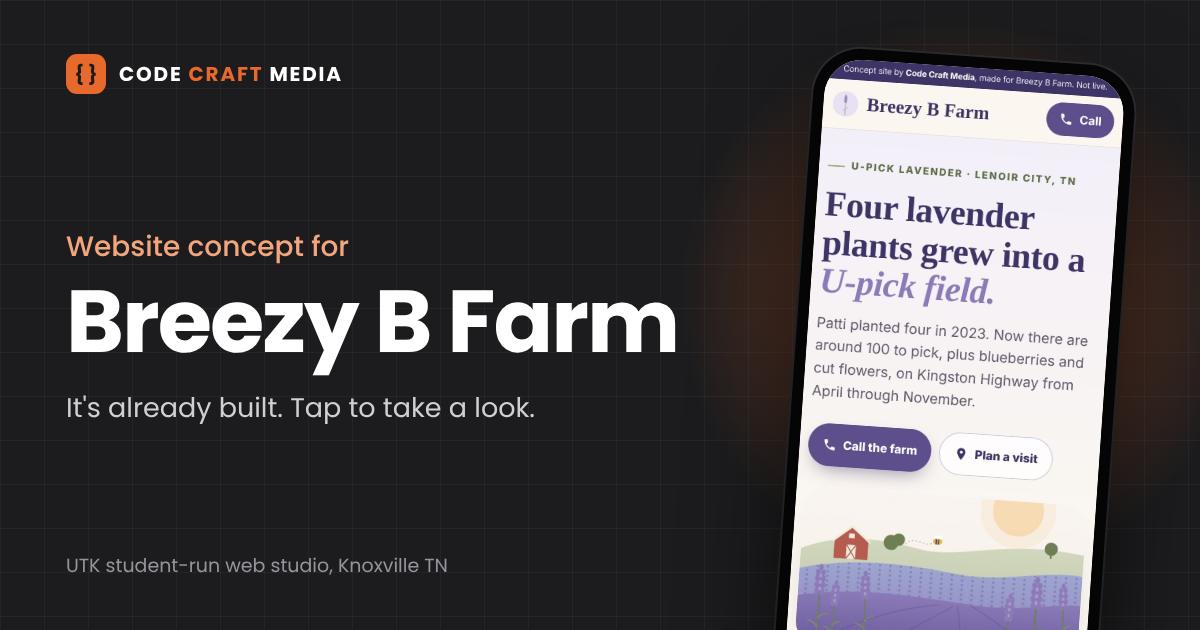 { } CODE CRAFT MEDIA
Website concept for
Breezy B Farm
It's already built. Tap to take a look.
UTK student-run web studio, Knoxville TN
Concept site by Code Craft Media, made for Breezy B Farm. Not live.
Breezy B Farm
Call
U-PICK LAVENDER · LENOIR CITY, TN
Four lavender
plants grew into a
U-pick field.
Patti planted four in 2023. Now there are
around 100 to pick, plus blueberries and
cut flowers, on Kingston Highway from
April through November.
Call the farm
Plan a visit